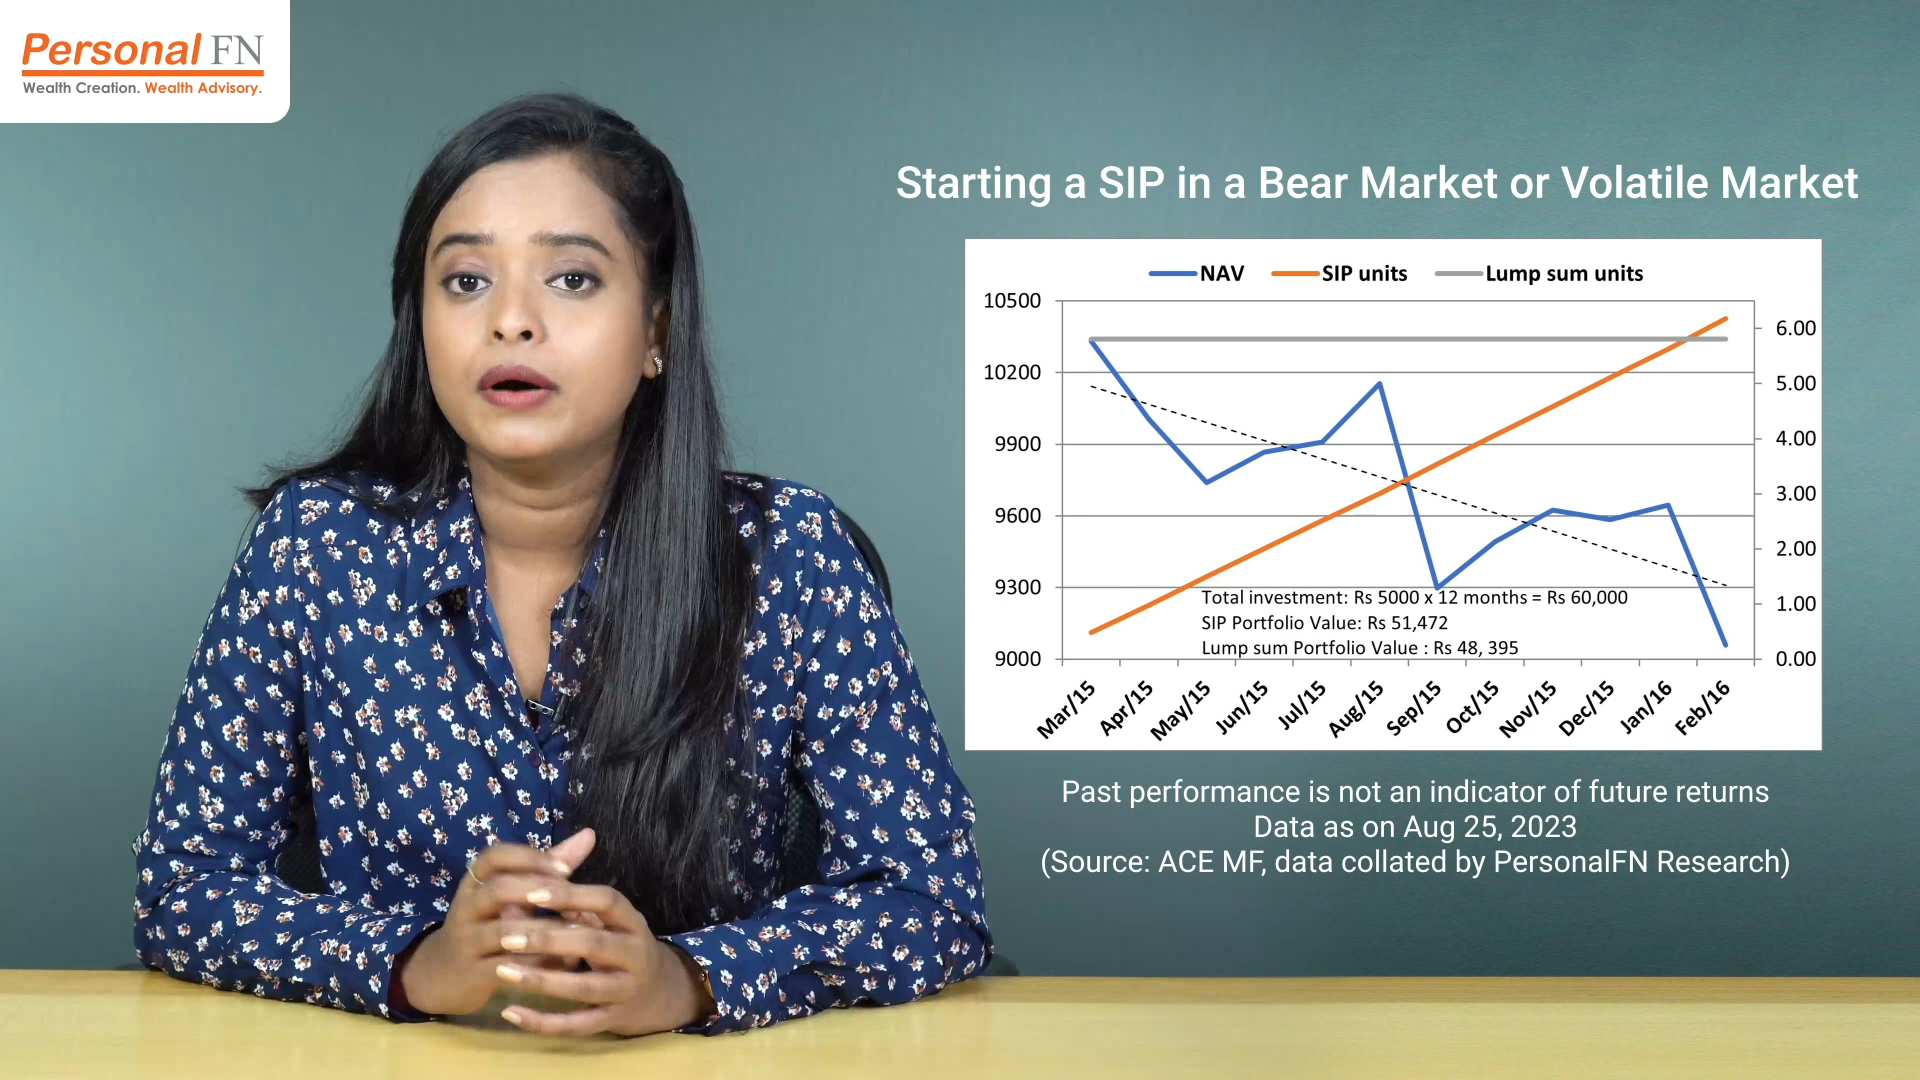 Personal FN
Wealth Creation. Wealth Advisory.
Starting a SIP in a Bear Market or Volatile Market
NAV SIP units Lump sum units
10500
10200
9900
9600
9300
9000
6.00
5.00
4.00
3.00
2.00
1.00
0.00
Total investment: Rs 5000 x 12 months = Rs 60,000
SIP Portfolio Value: Rs 51,472
Lump sum Portfolio Value : Rs 48, 395
Mar/15 Apr/15 May/15 Jun/15 Jul/15 Aug/15 Sep/15 Oct/15 Nov/15 Dec/15 Jan/16 Feb/16
Past performance is not an indicator of future returns
Data as on Aug 25, 2023
(Source: ACE MF, data collated by PersonalFN Research)